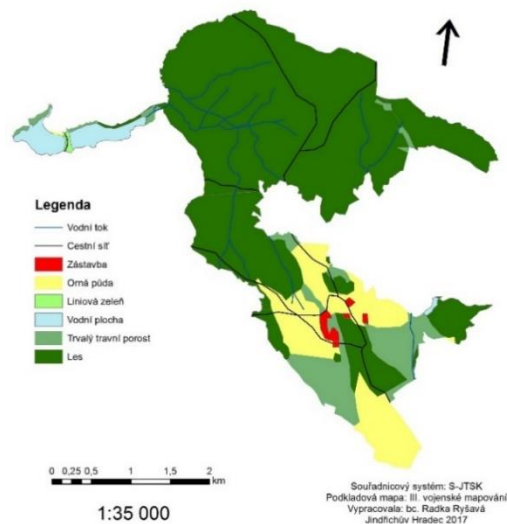 Legenda
Vodní tok
Cestní síť
Zástavba
Orná půda
Liniová zeleň
Vodní plocha
Trvalý travní porost
Les
0 0,25 0,5 1 1,5 2
km
1:35 000
Souřadnicový systém: S-JTSK
Podkladová mapa: III. vojenské mapování
Vypracovala: bc. Radka Ryšavá
Jindřichův Hradec 2017